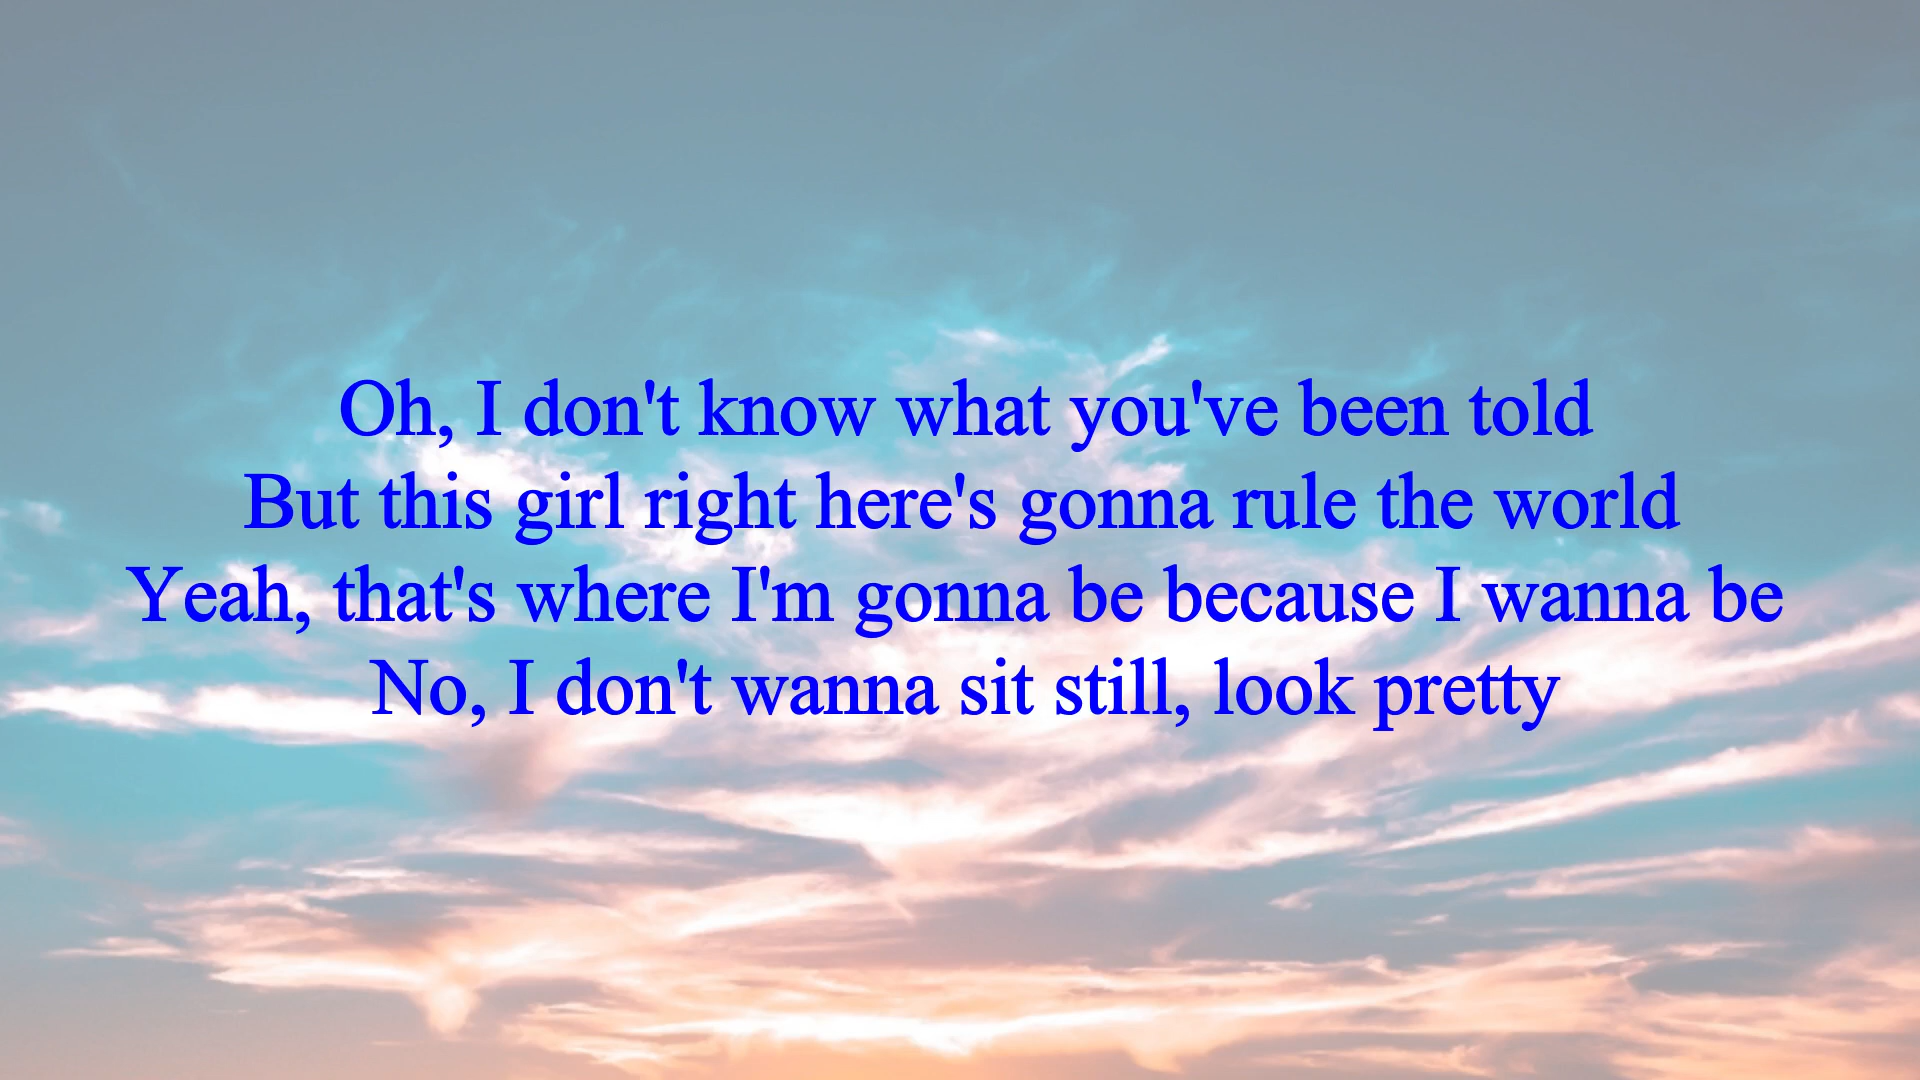 Oh, I don't know what you've been told
But this girl right here's gonna rule the world
Yeah, that's where I'm gonna be because I wanna be
No, I don't wanna sit still, look pretty